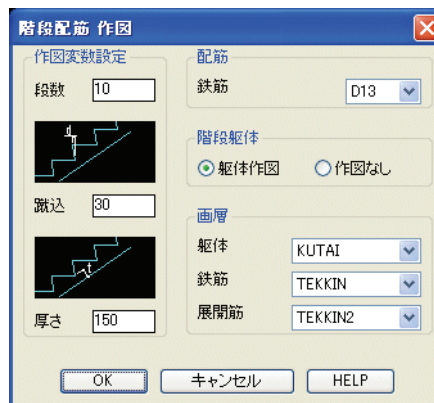 階段配筋 作図
作図変数設定
段数 10
蹴込 30
厚さ 150
配筋
鉄筋 D13
階段躯体
躯体作図 作図なし
画層
躯体 KUTAI
鉄筋 TEKKIN
展開筋 TEKKIN2
OK キャンセル HELP